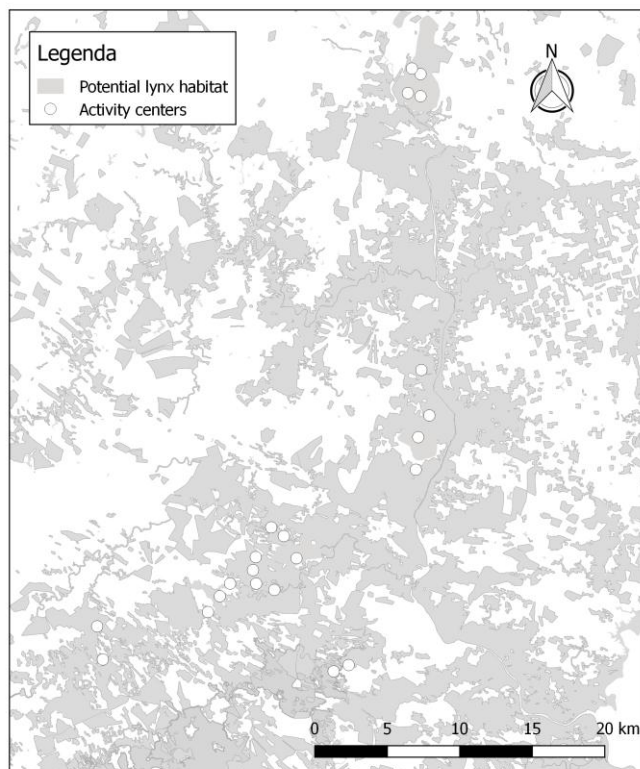 Legenda
Potential lynx habitat
Activity centers
N
0 5 10 15 20 km